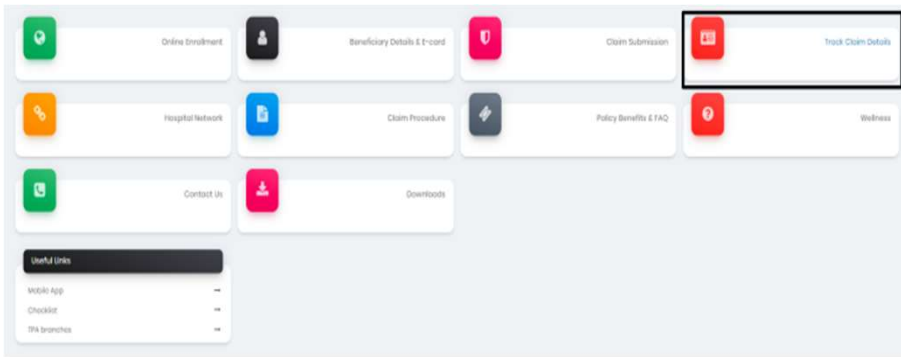 Online Enrollment
Beneficiary Details & E-card
Claim Submission
Track Claim Details
Hospital Network
Claim Procedure
Policy Benefits & FAQ
Wellness
Contact Us
Downloads
Useful Links
Mobile App
Checklist
TPA branches